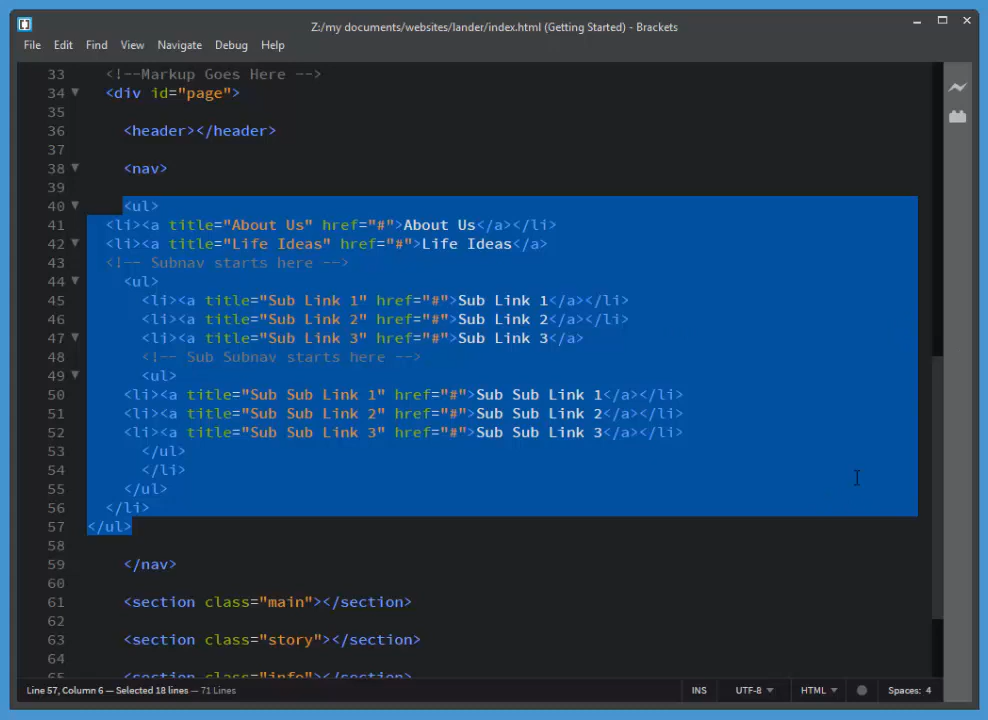 Z:/my documents/websites/lander/index.html (Getting Started) - Brackets
File Edit Find View Navigate Debug Help
33 <!--Markup Goes Here -->
34 <div id="page">
35
36 <header></header>
37
38 <nav>
39
40 <ul>
41 <li><a title="About Us" href="#">About Us</a></li>
42 <li><a title="Life Ideas" href="#">Life Ideas</a>
43 <!-- Subnav starts here -->
44 <ul>
45 <li><a title="Sub Link 1" href="#">Sub Link 1</a></li>
46 <li><a title="Sub Link 2" href="#">Sub Link 2</a></li>
47 <li><a title="Sub Link 3" href="#">Sub Link 3</a>
48 <!-- Sub Subnav starts here -->
49 <ul>
50 <li><a title="Sub Sub Link 1" href="#">Sub Sub Link 1</a></li>
51 <li><a title="Sub Sub Link 2" href="#">Sub Sub Link 2</a></li>
52 <li><a title="Sub Sub Link 3" href="#">Sub Sub Link 3</a></li>
53 </ul>
54 </li>
55 </ul>
56 </li>
57 </ul>
58
59 </nav>
60
61 <section class="main"></section>
62
63 <section class="story"></section>
64
65 <section class="info"></section>
Line 57, Column 6 — Selected 18 lines — 71 Lines INS UTF-8 HTML Spaces: 4